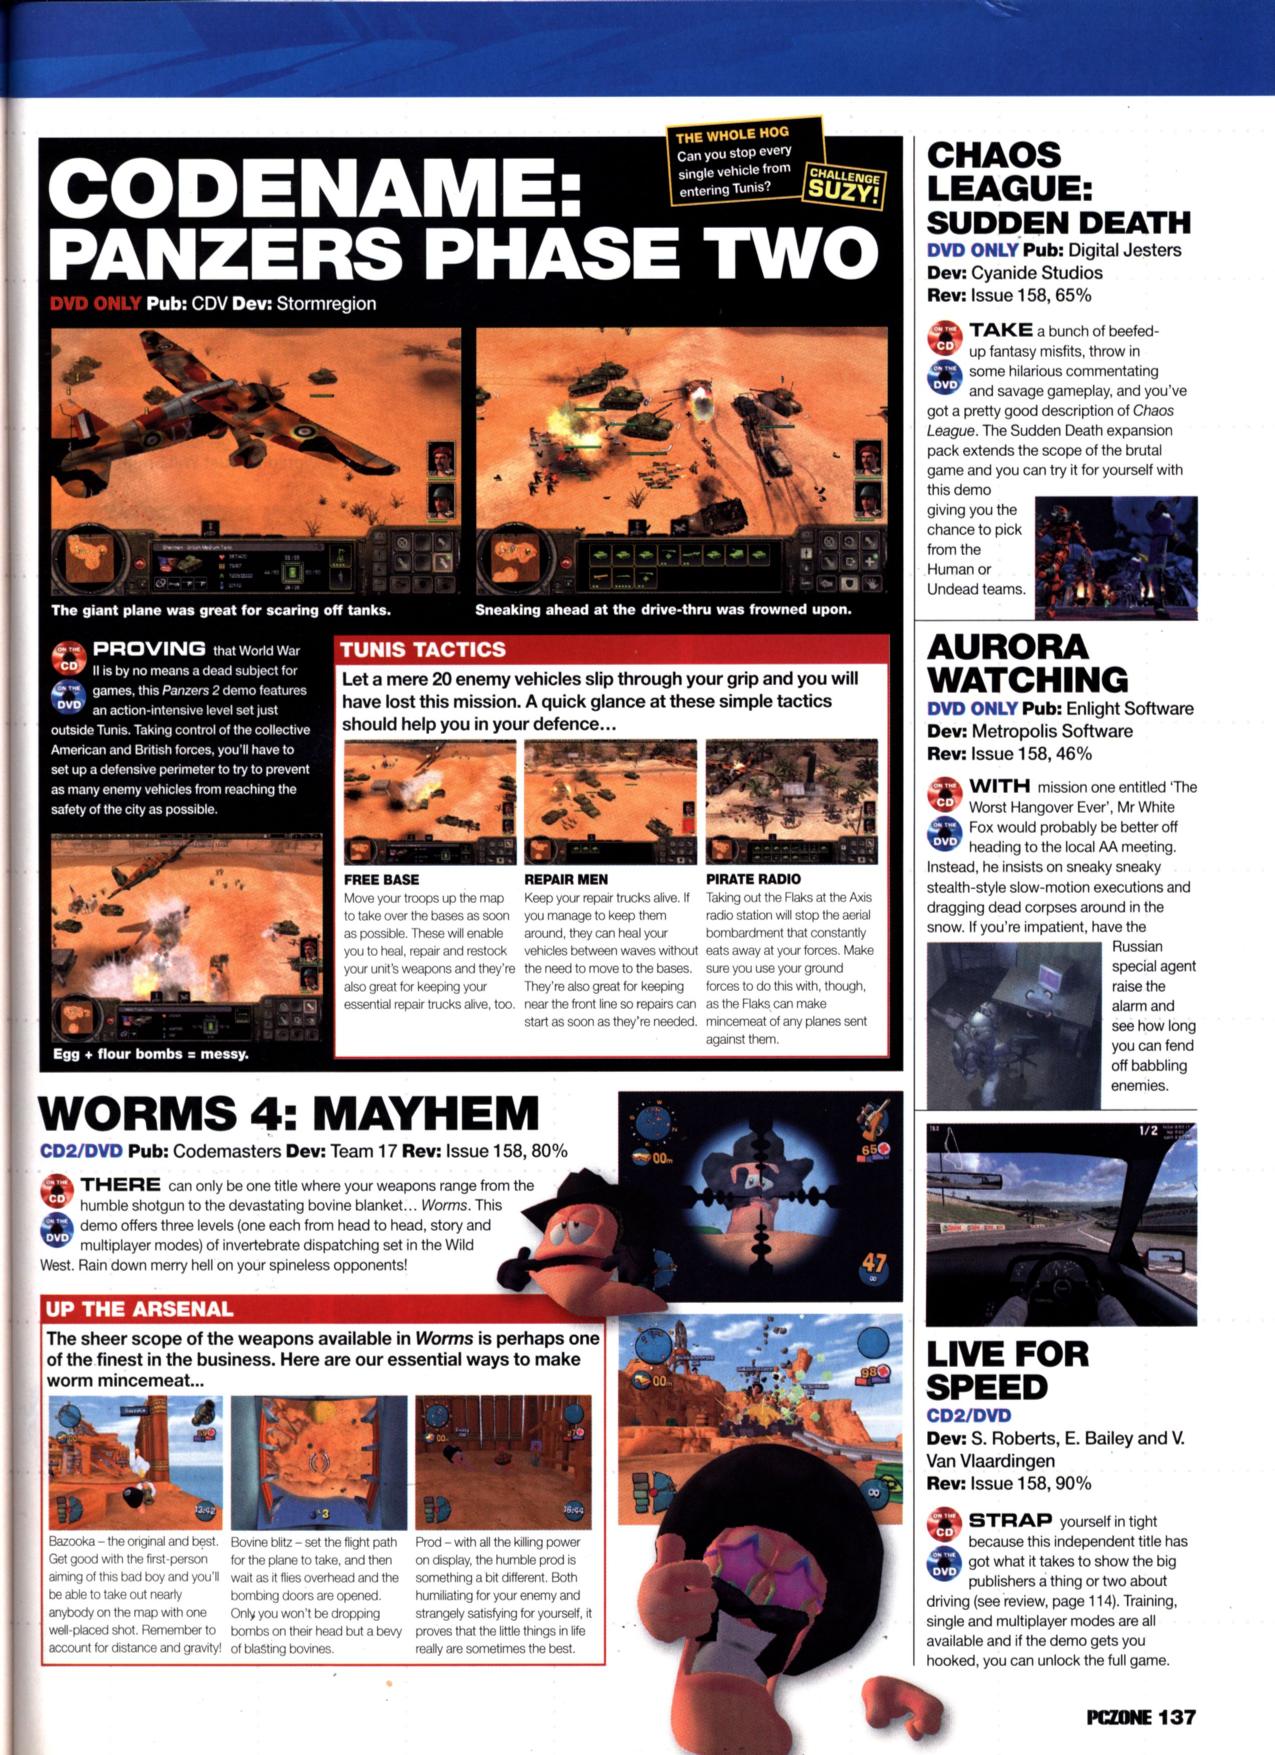 THE WHOLE HOG
Can you stop every
single vehicle from
entering Tunis?
CHALLENGE
SUZY!
CODENAME:
PANZERS PHASE TWO
DVD ONLY Pub: CDV Dev: Stormregion
The giant plane was great for scaring off tanks.
Sneaking ahead at the drive-thru was frowned upon.
ON THE
CD
ON THE
DVD
PROVING that World War
II is by no means a dead subject for
games, this Panzers 2 demo features
an action-intensive level set just
outside Tunis. Taking control of the collective
American and British forces, you'll have to
set up a defensive perimeter to try to prevent
as many enemy vehicles from reaching the
safety of the city as possible.
Egg + flour bombs = messy.
TUNIS TACTICS
Let a mere 20 enemy vehicles slip through your grip and you will
have lost this mission. A quick glance at these simple tactics
should help you in your defence...
FREE BASE
Move your troops up the map
to take over the bases as soon
as possible. These will enable
you to heal, repair and restock
your unit's weapons and they're
also great for keeping your
essential repair trucks alive, too.
REPAIR MEN
Keep your repair trucks alive. If
you manage to keep them
around, they can heal your
vehicles between waves without
the need to move to the bases.
They're also great for keeping
near the front line so repairs can
start as soon as they're needed.
PIRATE RADIO
Taking out the Flaks at the Axis
radio station will stop the aerial
bombardment that constantly
eats away at your forces. Make
sure you use your ground
forces to do this with, though,
as the Flaks can make
mincemeat of any planes sent
against them.
WORMS 4: MAYHEM
CD2/DVD Pub: Codemasters Dev: Team 17 Rev: Issue 158, 80%
ON THE
CD
ON THE
DVD
THERE can only be one title where your weapons range from the
humble shotgun to the devastating bovine blanket... Worms. This
demo offers three levels (one each from head to head, story and
multiplayer modes) of invertebrate dispatching set in the Wild
West. Rain down merry hell on your spineless opponents!
00m
65
47
00m
98
UP THE ARSENAL
The sheer scope of the weapons available in Worms is perhaps one
of the finest in the business. Here are our essential ways to make
worm mincemeat...
Bazooka – the original and best.
Get good with the first-person
aiming of this bad boy and you'll
be able to take out nearly
anybody on the map with one
well-placed shot. Remember to
account for distance and gravity!
Bovine blitz – set the flight path
for the plane to take, and then
wait as it flies overhead and the
bombing doors are opened.
Only you won't be dropping
bombs on their head but a bevy
of blasting bovines.
Prod – with all the killing power
on display, the humble prod is
something a bit different. Both
humiliating for your enemy and
strangely satisfying for yourself, it
proves that the little things in life
really are sometimes the best.
CHAOS
LEAGUE:
SUDDEN DEATH
DVD ONLY Pub: Digital Jesters
Dev: Cyanide Studios
Rev: Issue 158, 65%
ON THE
CD
ON THE
DVD
TAKE a bunch of beefed-
up fantasy misfits, throw in
some hilarious commentating
and savage gameplay, and you've
got a pretty good description of Chaos
League. The Sudden Death expansion
pack extends the scope of the brutal
game and you can try it for yourself with
this demo
giving you the
chance to pick
from the
Human or
Undead teams.
AURORA
WATCHING
DVD ONLY Pub: Enlight Software
Dev: Metropolis Software
Rev: Issue 158, 46%
ON THE
CD
ON THE
DVD
WITH mission one entitled 'The
Worst Hangover Ever', Mr White
Fox would probably be better off
heading to the local AA meeting.
Instead, he insists on sneaky sneaky
stealth-style slow-motion executions and
dragging dead corpses around in the
snow. If you're impatient, have the
Russian
special agent
raise the
alarm and
see how long
you can fend
off babbling
enemies.
1/2
LIVE FOR
SPEED
CD2/DVD
Dev: S. Roberts, E. Bailey and V.
Van Vlaardingen
Rev: Issue 158, 90%
ON THE
CD
ON THE
DVD
STRAP yourself in tight
because this independent title has
got what it takes to show the big
publishers a thing or two about
driving (see review, page 114). Training,
single and multiplayer modes are all
available and if the demo gets you
hooked, you can unlock the full game.
PCZONE 137